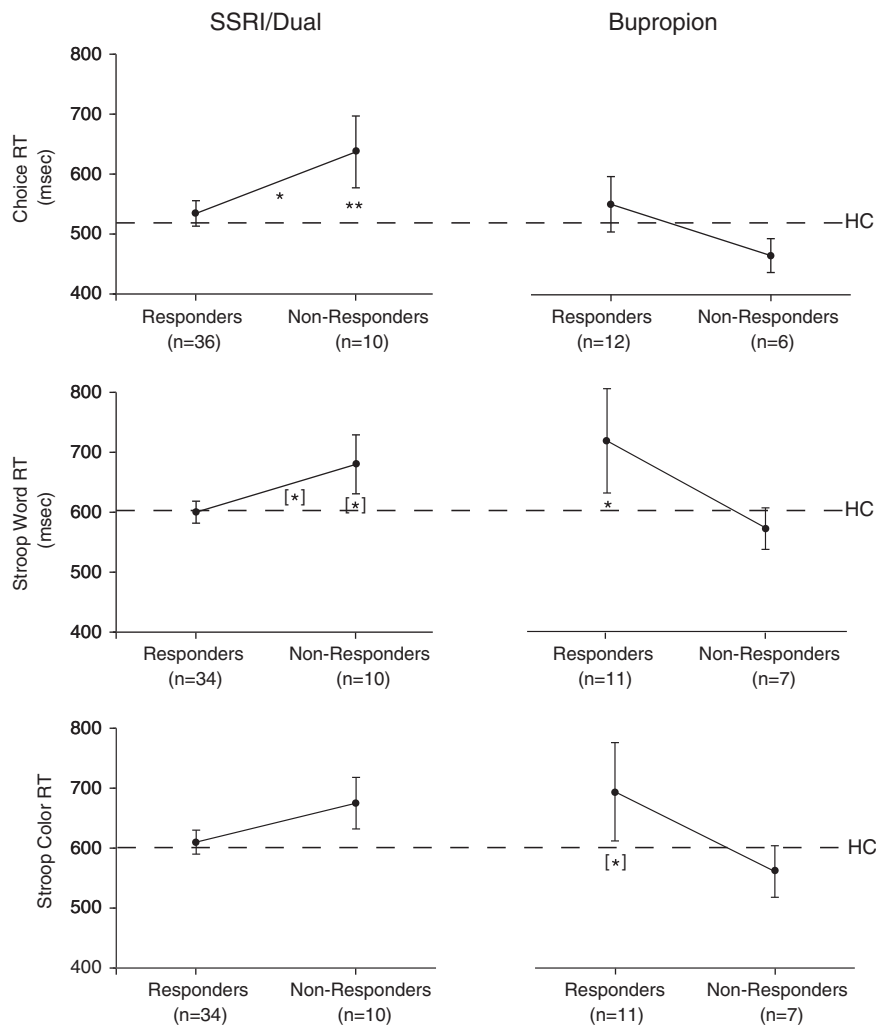 SSRI/Dual Bupropion
800
700
600
500
400
Choice RT
(msec)
* **
HC
Responders Non-Responders Responders Non-Responders
(n=36) (n=10) (n=12) (n=6)
800
700
600
500
400
Stroop Word RT
(msec)
[*] [*] *
HC
Responders Non-Responders Responders Non-Responders
(n=34) (n=10) (n=11) (n=7)
800
700
600
500
400
Stroop Color RT
[*]
HC
Responders Non-Responders Responders Non-Responders
(n=34) (n=10) (n=11) (n=7)